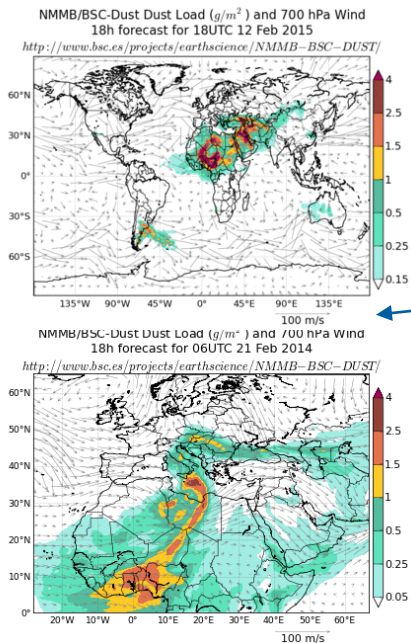 NMMB/BSC-Dust Dust Load (g/m²) and 700 hPa Wind
18h forecast for 18UTC 12 Feb 2015
http://www.bsc.es/projects/earthscience/NMMB−BSC−DUST/
60°N
30°N
0°
30°S
60°S
135°W 90°W 45°W 0° 45°E 90°E 135°E
4
2.5
1.5
1
0.5
0.25
0.15
100 m/s
NMMB/BSC-Dust Dust Load (g/m²) and 700 hPa Wind
18h forecast for 06UTC 21 Feb 2014
http://www.bsc.es/projects/earthscience/NMMB−BSC−DUST/
60°N
50°N
40°N
30°N
20°N
10°N
0°
20°W 10°W 0° 10°E 20°E 30°E 40°E 50°E 60°E
4
2.5
1.5
1
0.5
0.25
0.05
100 m/s